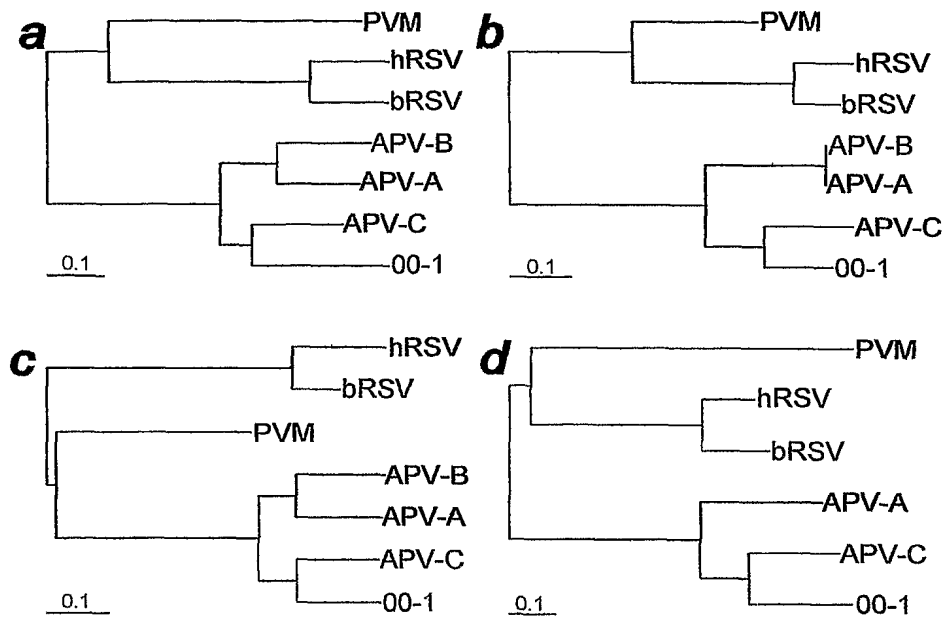 a
PVM
hRSV
bRSV
APV-B
APV-A
APV-C
00-1
0.1
b
PVM
hRSV
bRSV
APV-B
APV-A
APV-C
00-1
0.1
c
hRSV
bRSV
PVM
APV-B
APV-A
APV-C
00-1
0.1
d
PVM
hRSV
bRSV
APV-A
APV-C
00-1
0.1